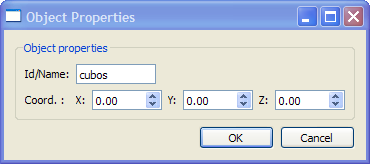 Object Properties
Object properties
Id/Name: cubos
Coord. : X: 0.00 Y: 0.00 Z: 0.00
OK Cancel